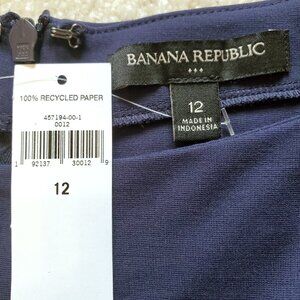 BANANA REPUBLIC
12
MADE IN
INDONESIA
100% RECYCLED PAPER
457194-00-1
0012
1 92137 30012 9
12